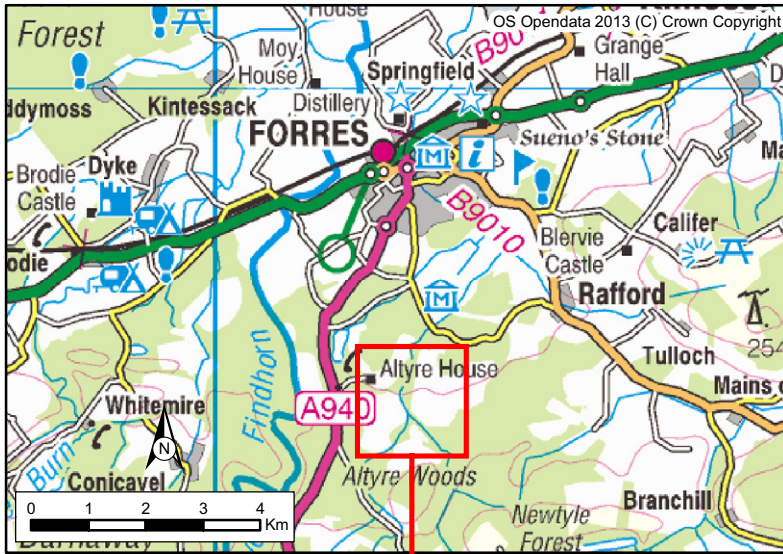 OS Opendata 2013 (C) Crown Copyright
Forest
House
Moy
House
B90
Grange
Hall
Springfield
ddymoss
Kintessack
Distillery
FORRES
Sueno's Stone
Ma
Brodie
Castle
Dyke
B9010
Califer
odie
Blervie
Castle
Rafford
254
Altyre House
Tulloch
Mains
Findhorn
A940
Whitemire
N
Burn
Altyre Woods
Conicavel
Branchill
Newtyle
Forest
0 1 2 3 4
Km
Darnaway